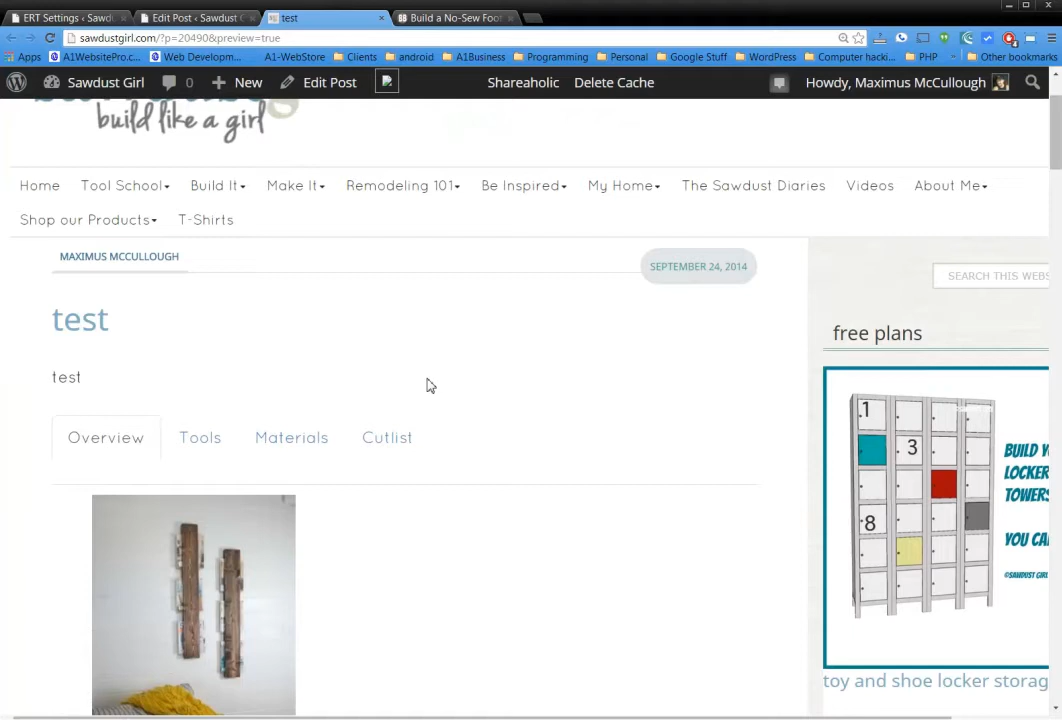 ERT Settings ‹ Sawdu
Edit Post ‹ Sawdust G
test
Build a No-Sew Foot
sawdustgirl.com/?p=20490&preview=true
Apps
A1WebsitePro.c...
Web Developm...
A1-WebStore
Clients
android
A1Business
Programming
Personal
Google Stuff
WordPress
Computer hacki...
PHP
Other bookmarks
Sawdust Girl
0
New
Edit Post
Shareaholic
Delete Cache
Howdy, Maximus McCullough
build like a girl
Home
Tool School
Build It
Make It
Remodeling 101
Be Inspired
My Home
The Sawdust Diaries
Videos
About Me
Shop our Products
T-Shirts
MAXIMUS MCCULLOUGH
SEPTEMBER 24, 2014
SEARCH THIS WEBS
test
free plans
test
Overview
Tools
Materials
Cutlist
1
3
8
BUILD Y
LOCKER
TOWERS
YOU CA
©SAWDUST GIRL
toy and shoe locker storag